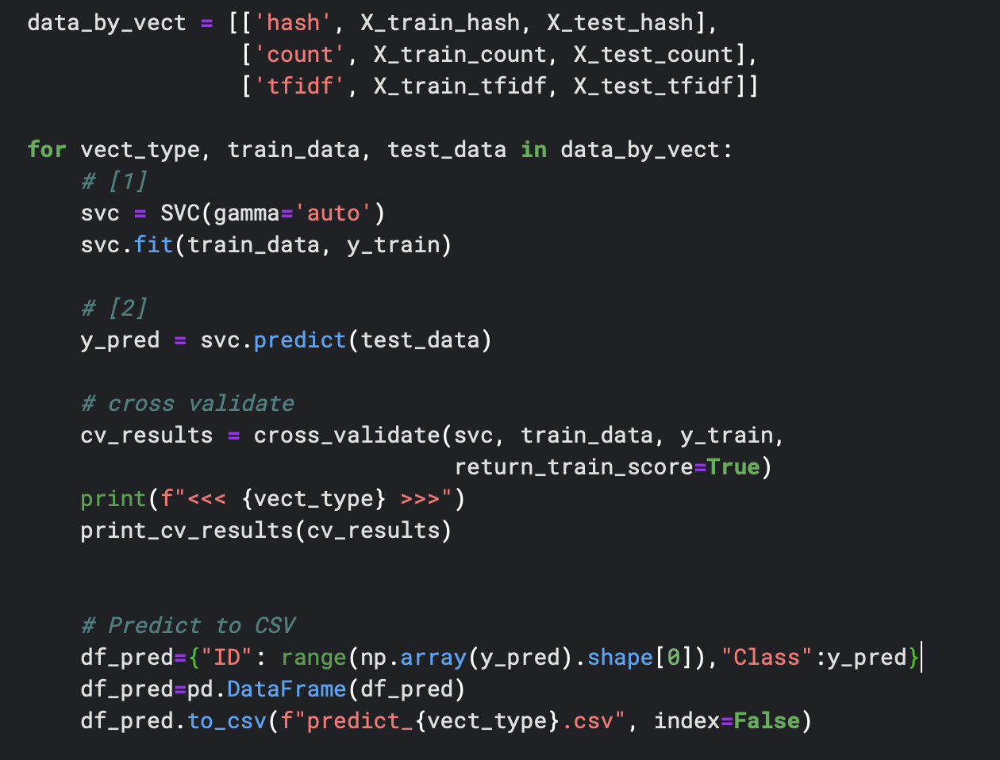 data_by_vect = [['hash', X_train_hash, X_test_hash],
                ['count', X_train_count, X_test_count],
                ['tfidf', X_train_tfidf, X_test_tfidf]]
for vect_type, train_data, test_data in data_by_vect:
    # [1]
    svc = SVC(gamma='auto')
    svc.fit(train_data, y_train)
    # [2]
    y_pred = svc.predict(test_data)
    # cross validate
    cv_results = cross_validate(svc, train_data, y_train,
                                return_train_score=True)
    print(f"<<< {vect_type} >>>")
    print_cv_results(cv_results)
    # Predict to CSV
    df_pred={"ID": range(np.array(y_pred).shape[0]),"Class":y_pred}
    df_pred=pd.DataFrame(df_pred)
    df_pred.to_csv(f"predict_{vect_type}.csv", index=False)